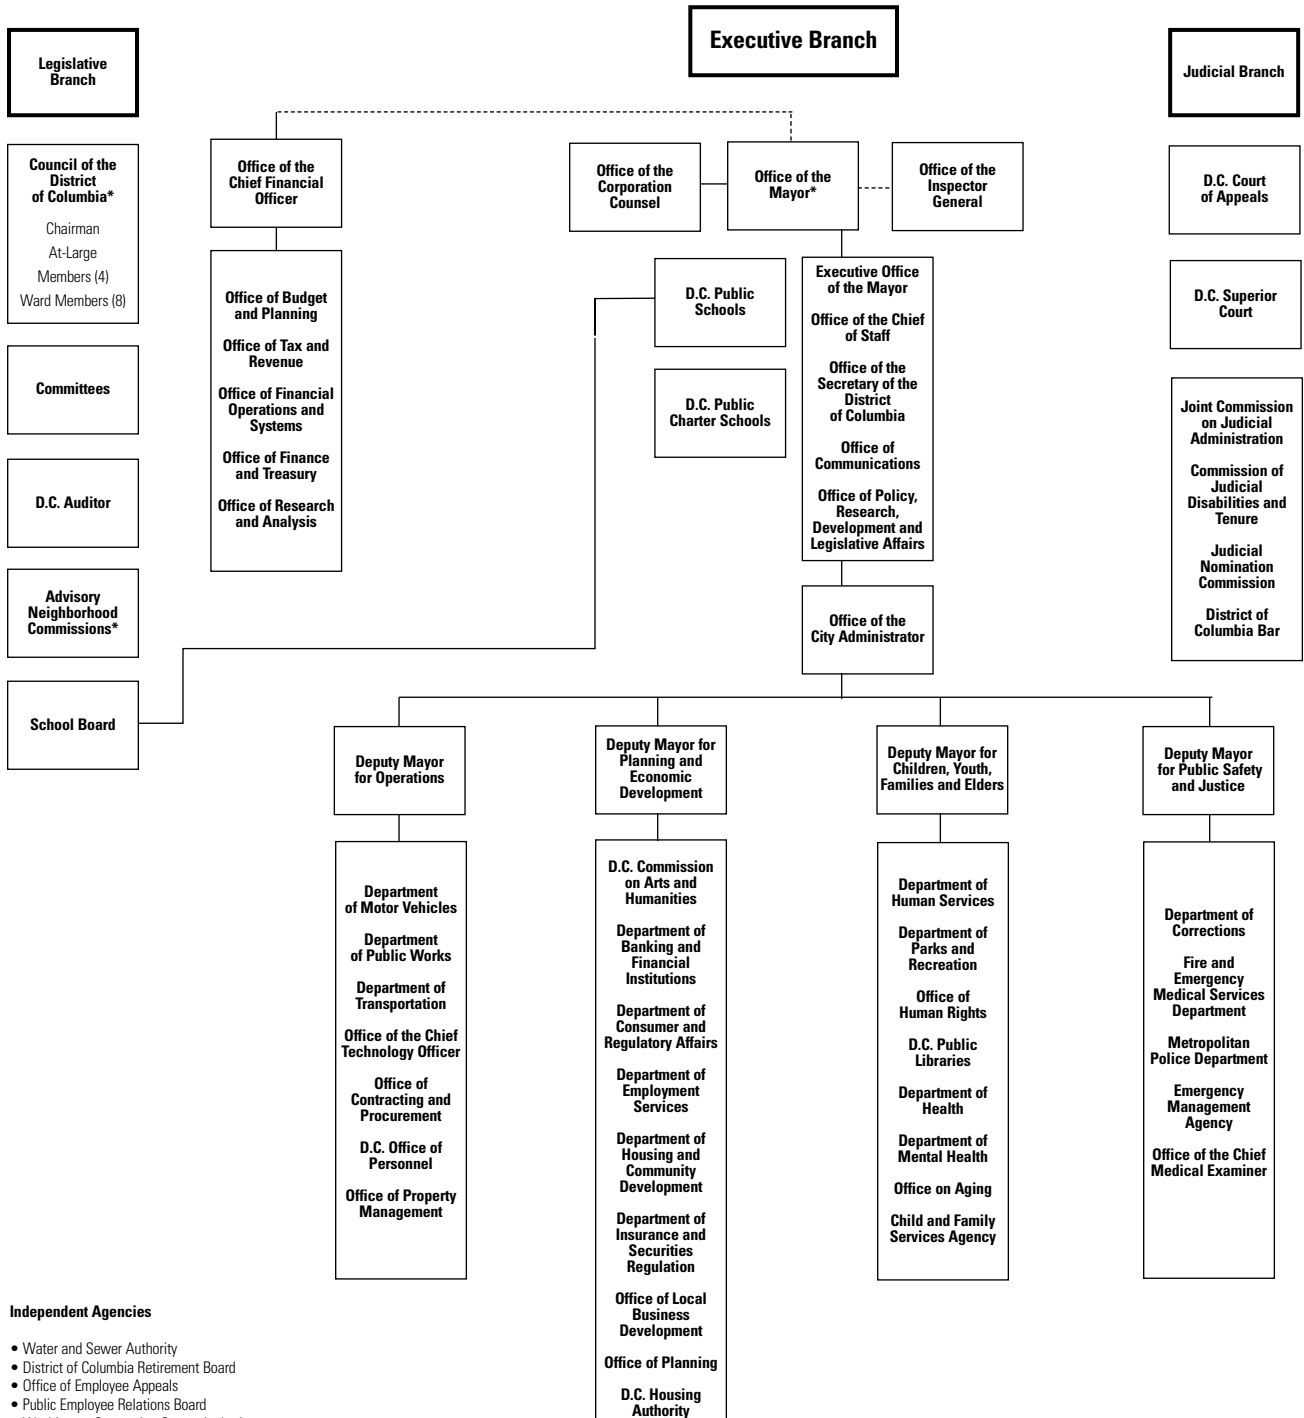 Executive Branch
Legislative
Branch
Judicial Branch
Council of the
District
of Columbia*
Chairman
At-Large
Members (4)
Ward Members (8)
Committees
D.C. Auditor
Advisory
Neighborhood
Commissions*
School Board
Office of the
Chief Financial
Officer
Office of Budget
and Planning
Office of Tax and
Revenue
Office of Financial
Operations and
Systems
Office of Finance
and Treasury
Office of Research
and Analysis
Office of the
Corporation
Counsel
Office of the
Mayor*
Office of the
Inspector
General
D.C. Public
Schools
D.C. Public
Charter Schools
Executive Office
of the Mayor
Office of the Chief
of Staff
Office of the
Secretary of the
District
of Columbia
Office of
Communications
Office of Policy,
Research,
Development and
Legislative Affairs
Office of the
City Administrator
D.C. Court
of Appeals
D.C. Superior
Court
Joint Commission
on Judicial
Administration
Commission of
Judicial
Disabilities and
Tenure
Judicial
Nomination
Commission
District of
Columbia Bar
Deputy Mayor
for Operations
Department
of Motor Vehicles
Department
of Public Works
Department of
Transportation
Office of the Chief
Technology Officer
Office of
Contracting and
Procurement
D.C. Office of
Personnel
Office of Property
Management
Deputy Mayor for
Planning and
Economic
Development
D.C. Commission
on Arts and
Humanities
Department of
Banking and
Financial
Institutions
Department of
Consumer and
Regulatory Affairs
Department of
Employment
Services
Department of
Housing and
Community
Development
Department of
Insurance and
Securities
Regulation
Office of Local
Business
Development
Office of Planning
D.C. Housing
Authority
Deputy Mayor for
Children, Youth,
Families and Elders
Department of
Human Services
Department of
Parks and
Recreation
Office of
Human Rights
D.C. Public
Libraries
Department of
Health
Department of
Mental Health
Office on Aging
Child and Family
Services Agency
Deputy Mayor
for Public Safety
and Justice
Department of
Corrections
Fire and
Emergency
Medical Services
Department
Metropolitan
Police Department
Emergency
Management
Agency
Office of the Chief
Medical Examiner
Independent Agencies
• Water and Sewer Authority
• District of Columbia Retirement Board
• Office of Employee Appeals
• Public Employee Relations Board